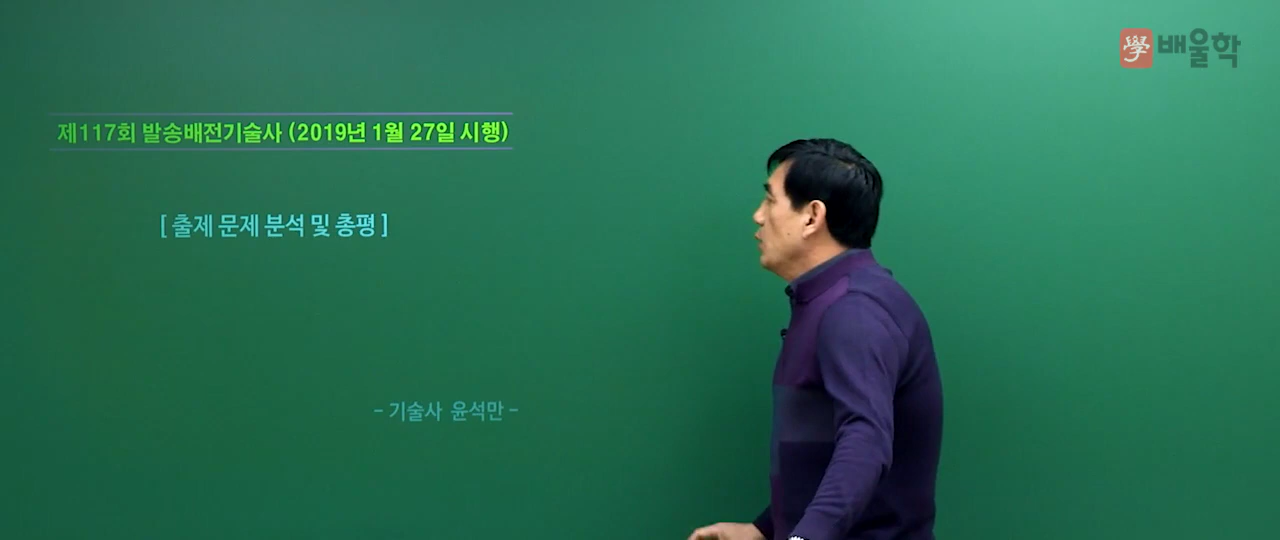 學 배울학
제117회 발송배전기술사 (2019년 1월 27일 시행)
[ 출제 문제 분석 및 총평 ]
- 기술사 윤석만 -